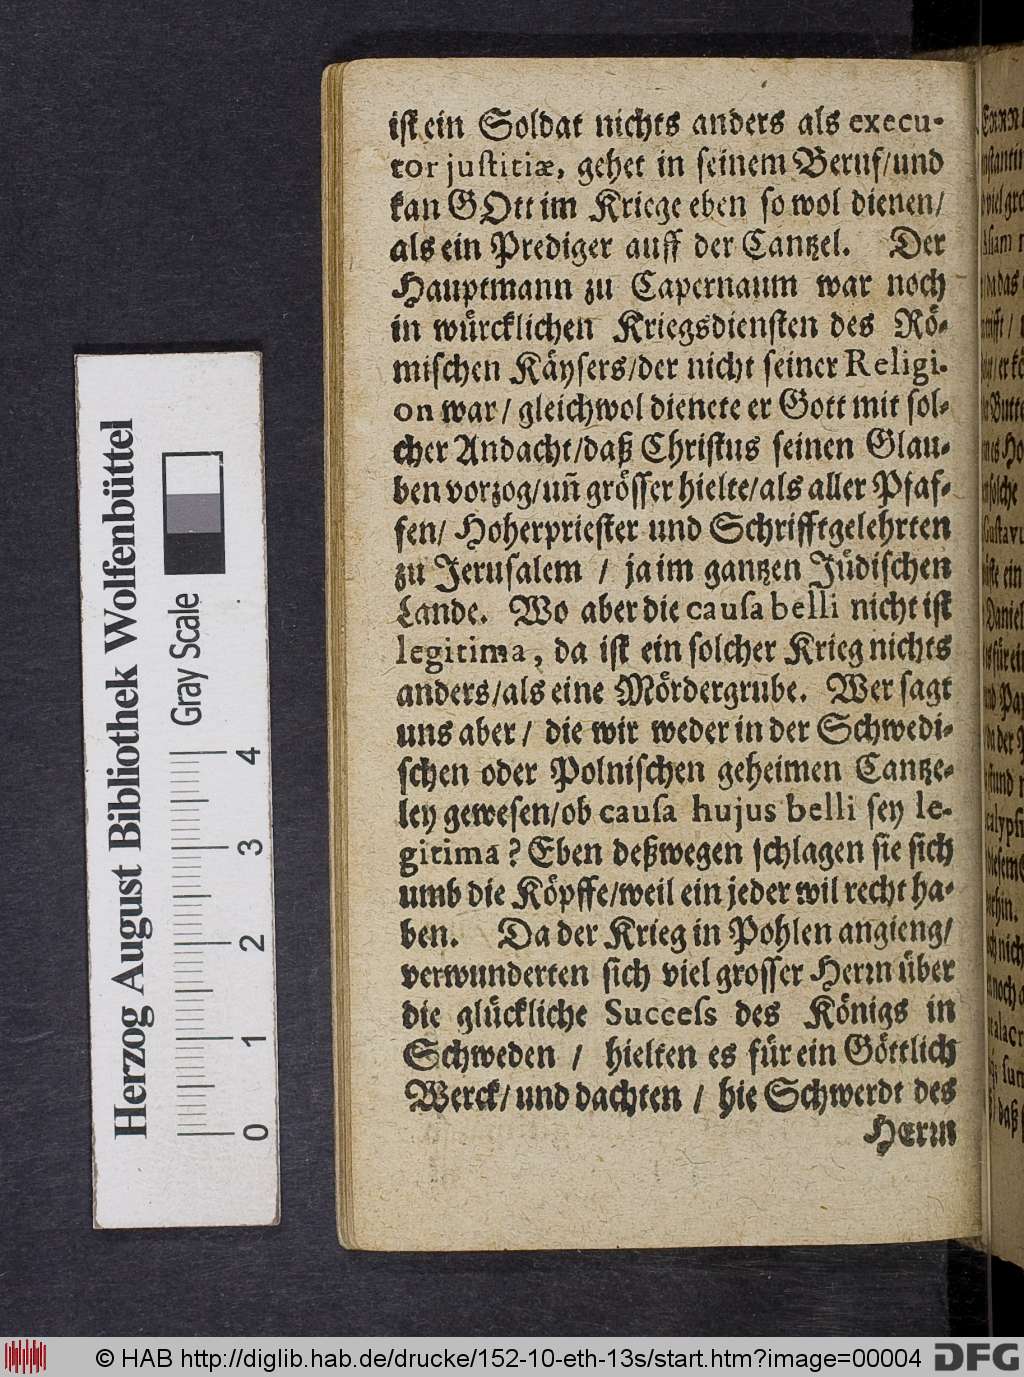 ist ein Soldat nichts anders als execu-
tor justitiæ, gehet in seinem Beruf/und
kan GOtt im Kriege eben so wol dienen/
als ein Prediger auff der Cantzel. Der
Hauptmann zu Capernaum war noch
in würcklichen Kriegsdiensten des Rö-
mischen Käysers/der nicht seiner Religi-
on war/ gleichwol dienete er Gott mit sol-
cher Andacht/daß Christus seinen Glau-
ben vorzog/uñ grösser hielte/als aller Pfaf-
fen/ Hoherpriester und Schrifftgelehrten
zu Jerusalem / ja im gantzen Jüdischen
Lande. Wo aber die causa belli nicht ist
legitima, da ist ein solcher Krieg nichts
anders/als eine Mördergrube. Wer sagt
uns aber/ die wir weder in der Schwedi-
schen oder Polnischen geheimen Cantze-
ley gewesen/ob causa hujus belli sey le-
gitima? Eben deßwegen schlagen sie sich
umb die Köpffe/weil ein jeder wil recht ha-
ben. Da der Krieg in Pohlen angieng/
verwunderten sich viel grosser Herrn über
die glückliche Success des Königs in
Schweden / hielten es für ein Göttlich
Werck/und dachten / hie Schwerdt des
Herrn
Herzog August Bibliothek Wolfenbüttel
Gray Scale
0 1 2 3 4
© HAB http://diglib.hab.de/drucke/152-10-eth-13s/start.htm?image=00004
DFG